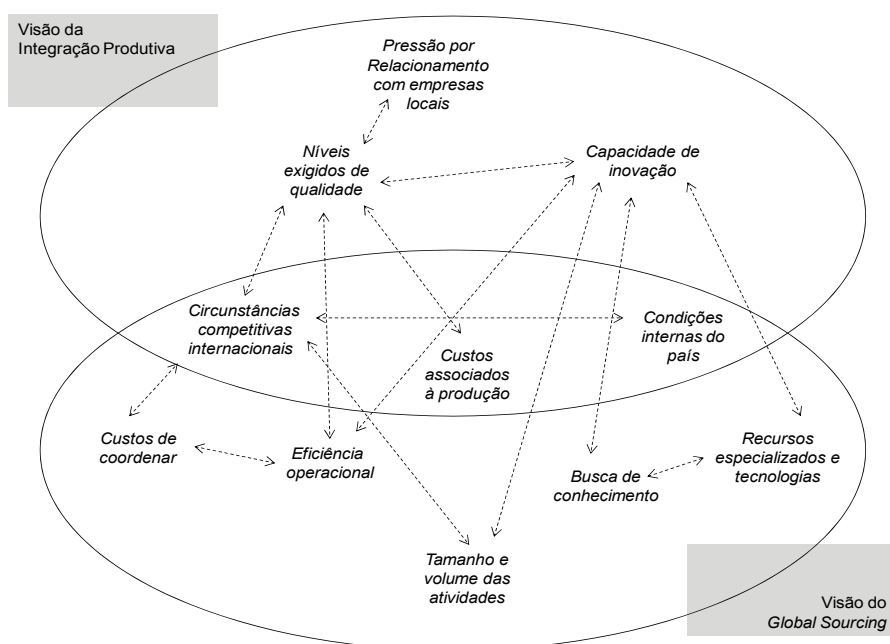 Visão da
Integração Produtiva
Pressão por
Relacionamento
com empresas
locais
Níveis
exigidos de
qualidade
Capacidade de
inovação
Circunstâncias
competitivas
internacionais
Condições
internas do
país
Custos
associados
à produção
Custos de
coordenar
Eficiência
operacional
Busca de
conhecimento
Recursos
especializados e
tecnologias
Tamanho e
volume das
atividades
Visão do
Global Sourcing